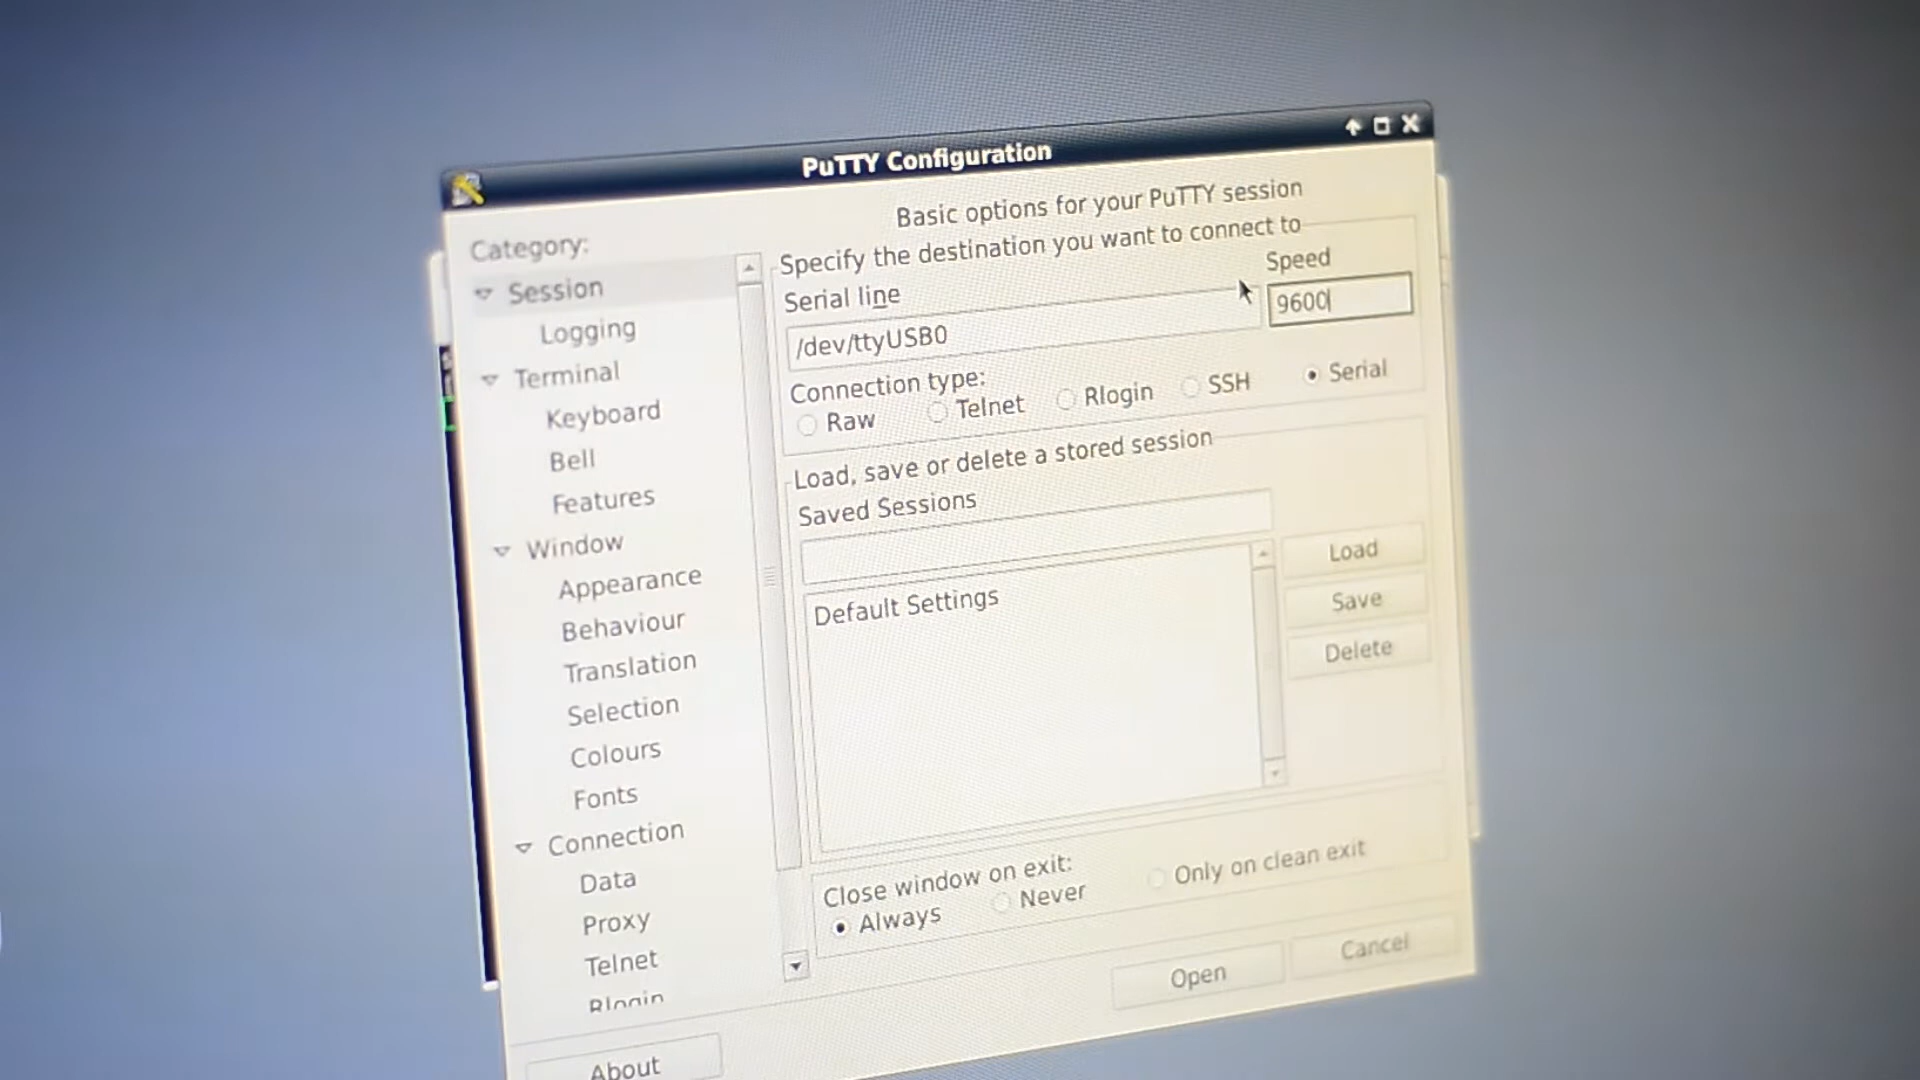 PuTTY Configuration
Basic options for your PuTTY session
Category:
Session
Logging
Terminal
Keyboard
Bell
Features
Window
Appearance
Behaviour
Translation
Selection
Colours
Fonts
Connection
Data
Proxy
Telnet
Rlogin
About
Specify the destination you want to connect to
Serial line
Speed
/dev/ttyUSB0
9600
Connection type:
Raw
Telnet
Rlogin
SSH
Serial
Load, save or delete a stored session
Saved Sessions
Default Settings
Load
Save
Delete
Close window on exit:
Always
Never
Only on clean exit
Open
Cancel